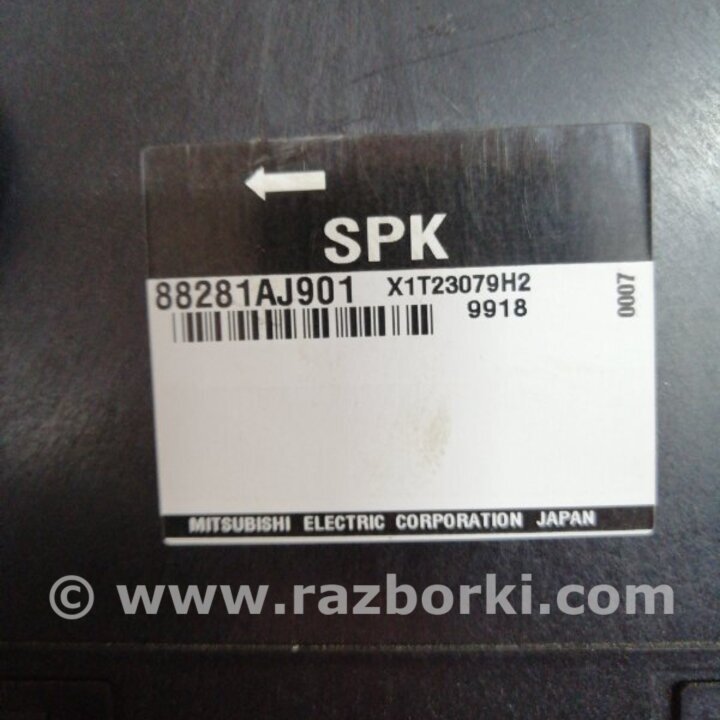 SPK
88281AJ901 X1T23079H2
9918
0007
MITSUBISHI ELECTRIC CORPORATION JAPAN
© www.razborki.com